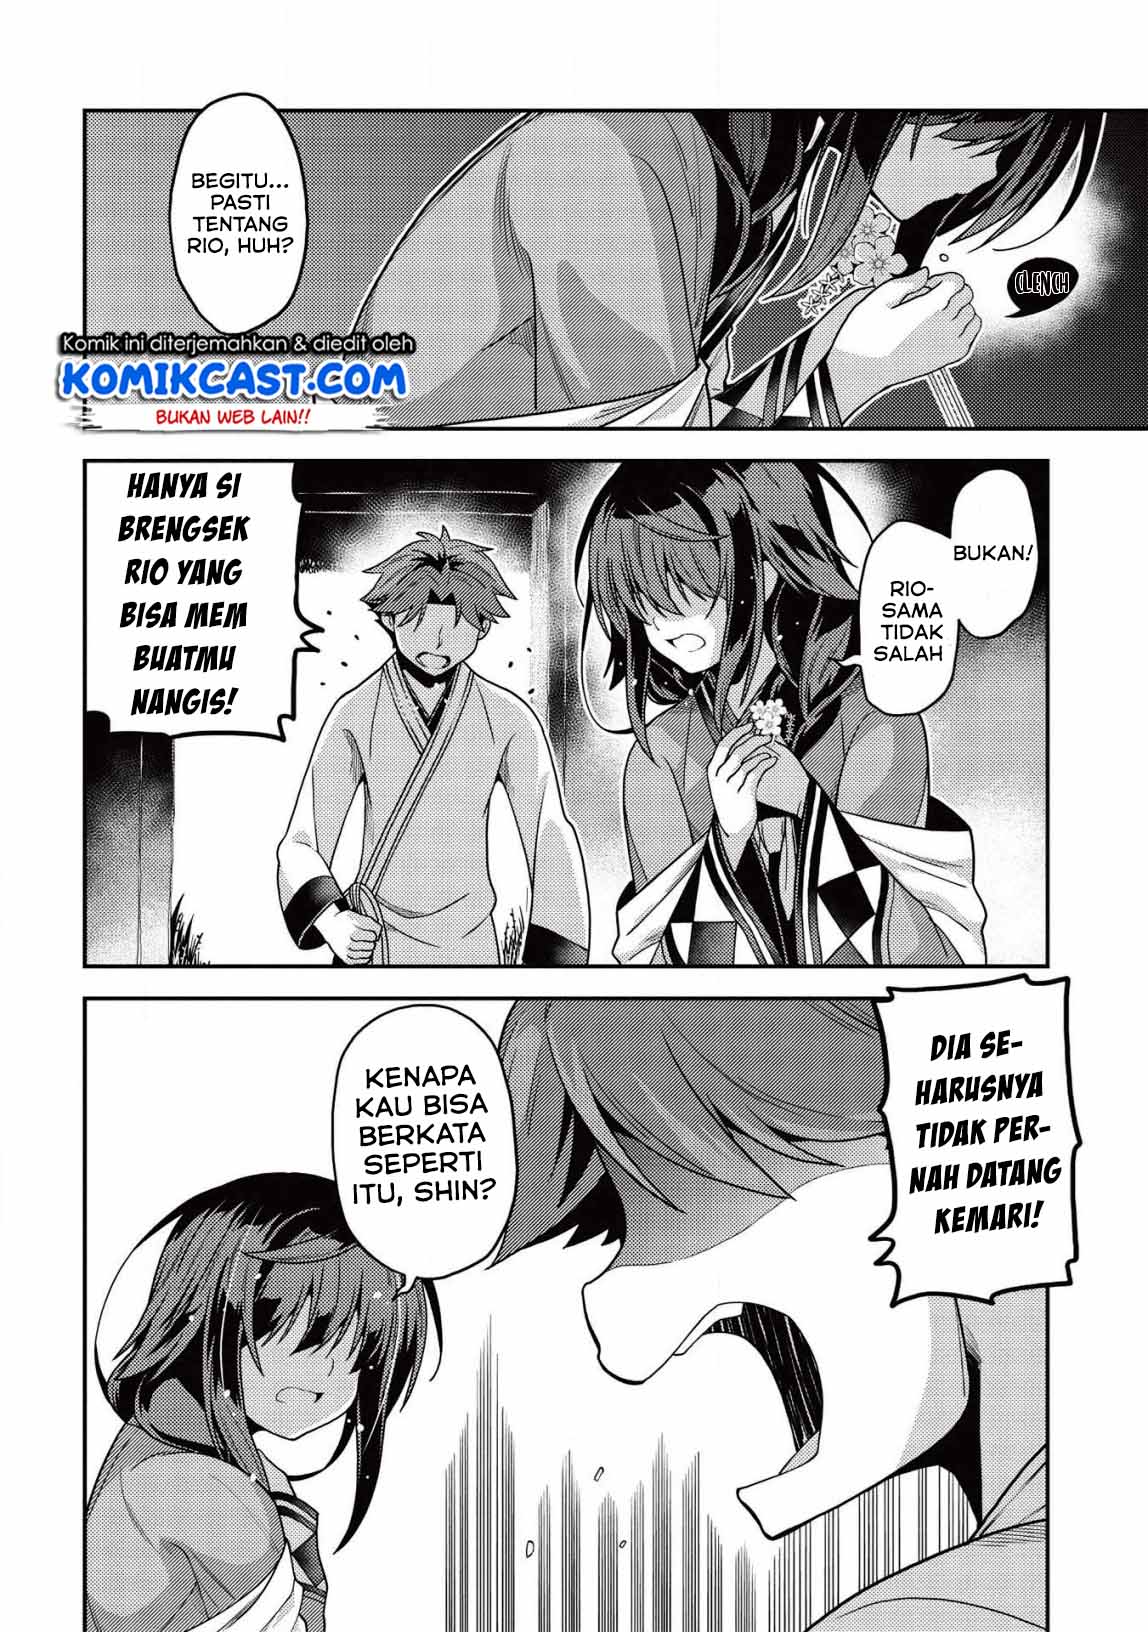 BEGITU...
PASTI
TENTANG
RIO, HUH?
CLENCH
Komik ini diterjemahkan & diedit oleh
KOMIKCAST.COM
BUKAN WEB LAIN!!
HANYA SI
BRENGSEK
RIO YANG
BISA MEM
BUATMU
NANGIS!
BUKAN!
RIO-
SAMA
TIDAK
SALAH
DIA SE-
HARUSNYA
TIDAK PER-
NAH DATANG
KEMARI!
KENAPA
KAU BISA
BERKATA
SEPERTI
ITU, SHIN?